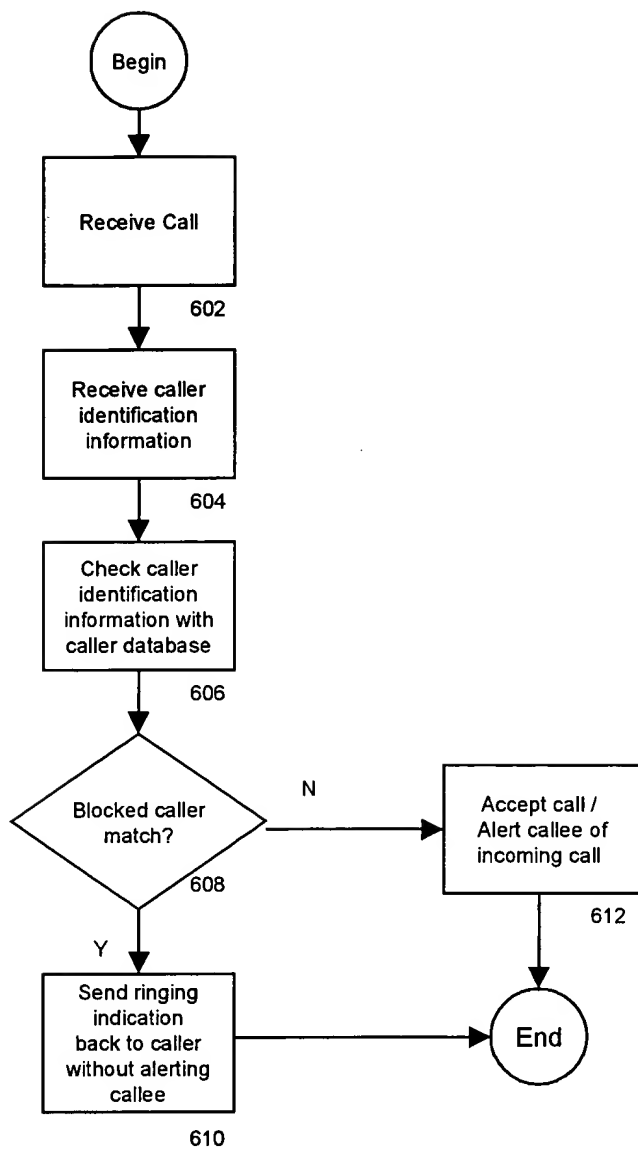 Begin
Receive Call
602
Receive caller
identification
information
604
Check caller
identification
information with
caller database
606
Blocked caller
match?
608
N
Accept call /
Alert callee of
incoming call
612
Y
Send ringing
indication
back to caller
without alerting
callee
610
End